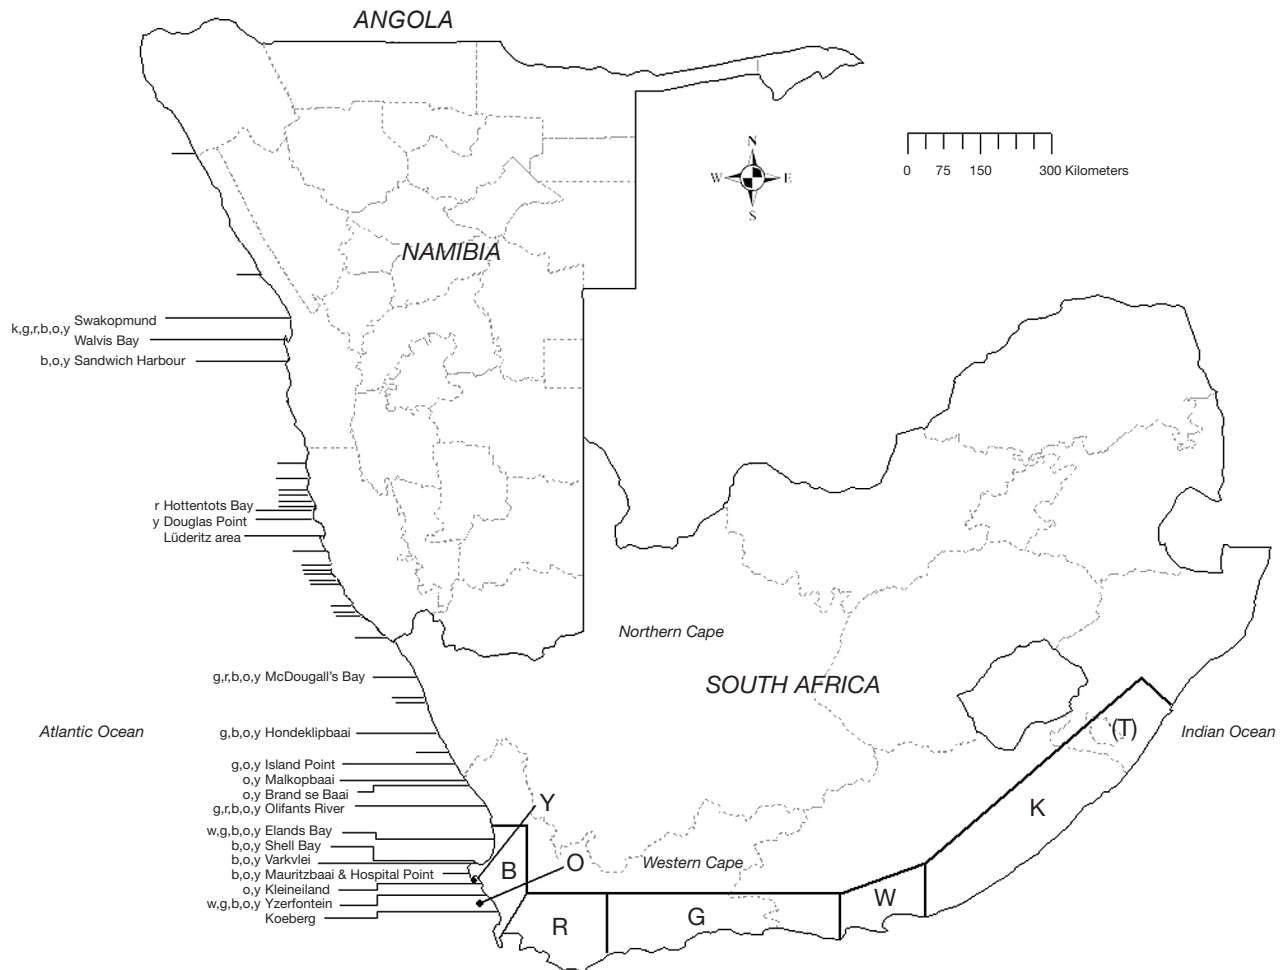 ANGOLA
N
W E
S
0 75 150 300 Kilometers
NAMIBIA
Swakopmund
k,g,r,b,o,y
Walvis Bay
b,o,y Sandwich Harbour
r Hottentots Bay
y Douglas Point
Lüderitz area
Northern Cape
g,r,b,o,y McDougall's Bay
SOUTH AFRICA
Atlantic Ocean
g,b,o,y Hondeklipbaai
(T)
Indian Ocean
g,o,y Island Point
o,y Malkopbaai
o,y Brand se Baai
g,r,b,o,y Olifants River
Y
K
w,g,b,o,y Elands Bay
b,o,y Shell Bay
b,o,y Varkvlei
b,o,y Mauritzbaai & Hospital Point
o,y Kleineiland
w,g,b,o,y Yzerfontein
Koeberg
B
O
Western Cape
W
R
G